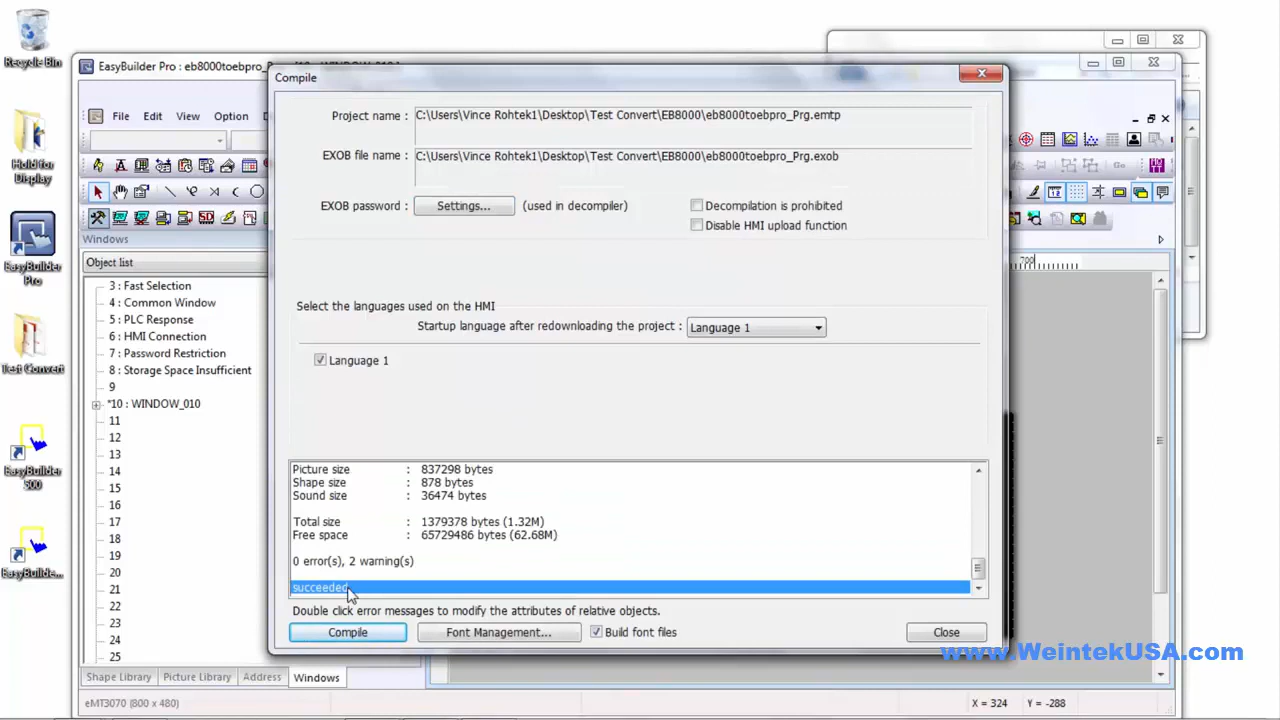 Recycle Bin
Hold for
Display
EasyBuilder
Pro
Test Convert
EasyBuilder
500
EasyBuilde...
EasyBuilder Pro : eb8000toebpro_
File Edit View Option
Windows
Object list
3 : Fast Selection
4 : Common Window
5 : PLC Response
6 : HMI Connection
7 : Password Restriction
8 : Storage Space Insufficient
9
*10 : WINDOW_010
11
12
13
14
15
16
17
18
19
20
21
22
23
24
25
Shape Library Picture Library Address Windows
eMT3070 (800 x 480)
X = 324 Y = -288
700
Compile
Project name : C:\Users\Vince Rohtek1\Desktop\Test Convert\EB8000\eb8000toebpro_Prg.emtp
EXOB file name : C:\Users\Vince Rohtek1\Desktop\Test Convert\EB8000\eb8000toebpro_Prg.exob
EXOB password : Settings... (used in decompiler)
Decompilation is prohibited
Disable HMI upload function
Select the languages used on the HMI
Startup language after redownloading the project : Language 1
Language 1
Picture size : 837298 bytes
Shape size : 878 bytes
Sound size : 36474 bytes
Total size : 1379378 bytes (1.32M)
Free space : 65729486 bytes (62.68M)
0 error(s), 2 warning(s)
succeeded
Double click error messages to modify the attributes of relative objects.
Compile Font Management... Build font files Close
www.WeintekUSA.com